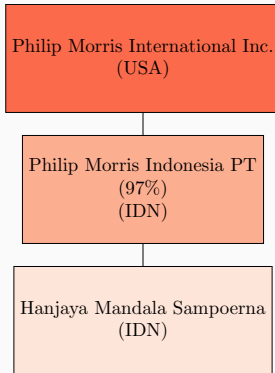 Philip Morris International Inc.
(USA)
Philip Morris Indonesia PT
(97%)
(IDN)
Hanjaya Mandala Sampoerna
(IDN)